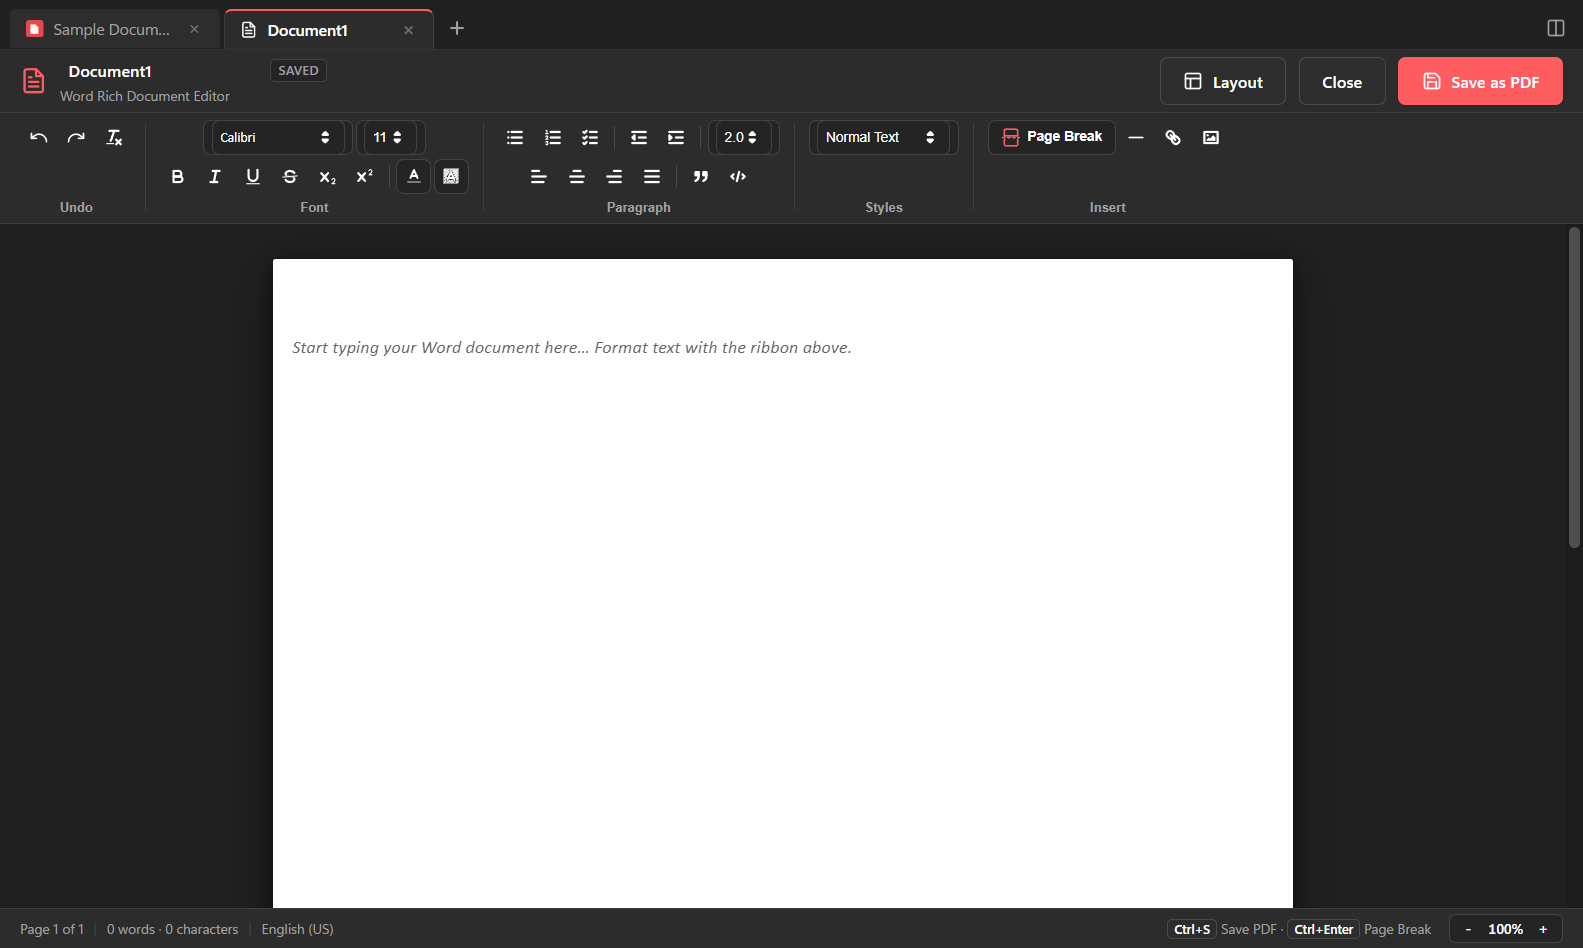 Sample Docum...
Document1
Document1
SAVED
Word Rich Document Editor
Layout
Close
Save as PDF
Calibri
11
2.0
Normal Text
Page Break
B I U S x₂ x² A A
Undo
Font
Paragraph
Styles
Insert
Start typing your Word document here... Format text with the ribbon above.
Page 1 of 1
0 words · 0 characters
English (US)
Ctrl+S Save PDF · Ctrl+Enter Page Break
- 100% +